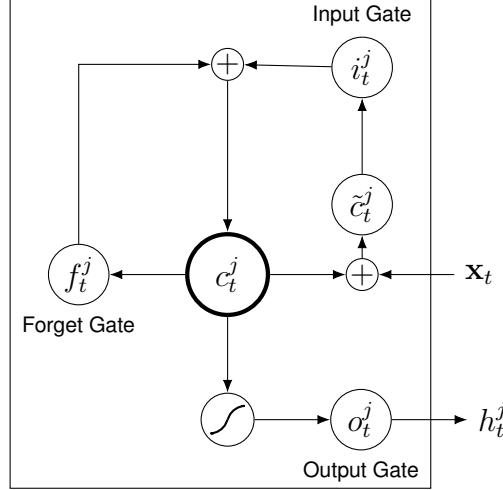 Input Gate
+
i_t^j
c̃_t^j
f_t^j
c_t^j
+
x_t
Forget Gate
o_t^j
h_t^j
Output Gate